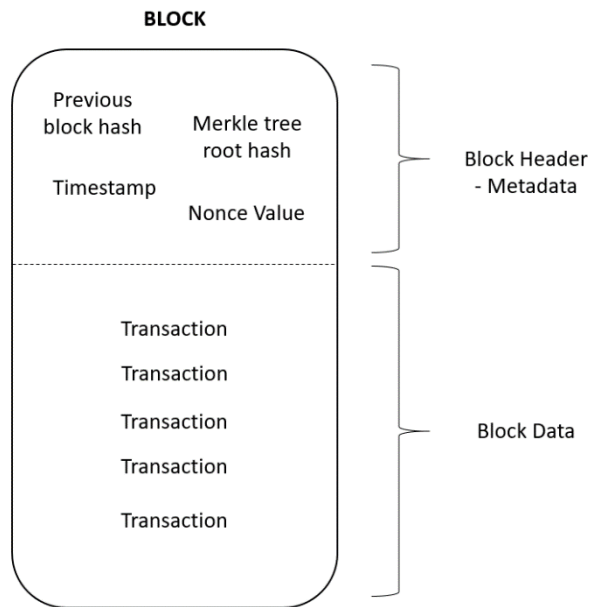 BLOCK
Previous
block hash
Merkle tree
root hash
Timestamp
Nonce Value
Block Header
- Metadata
Transaction
Transaction
Transaction
Transaction
Transaction
Block Data